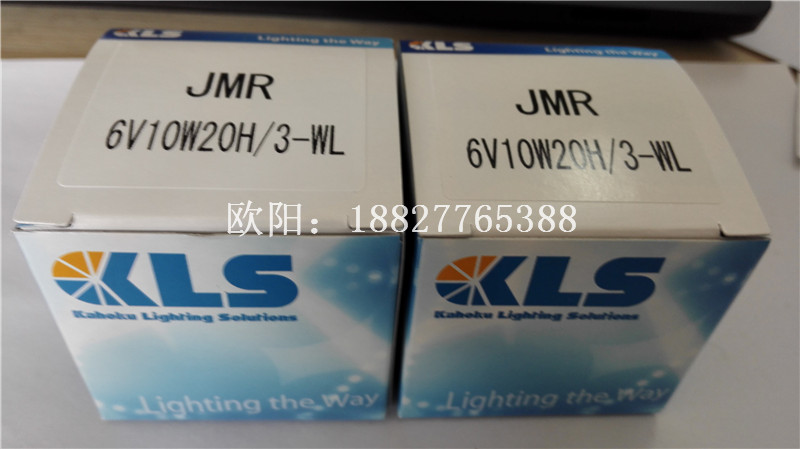 KLS Lighting the Way
JMR
6V10W20H/3-WL
KLS Lighting the Way
JMR
6V10W20H/3-WL
欧阳：18827765388
KLS
Kahoku Lighting Solutions
Lighting the Way
KLS
Kahoku Lighting Solutions
Lighting the Way